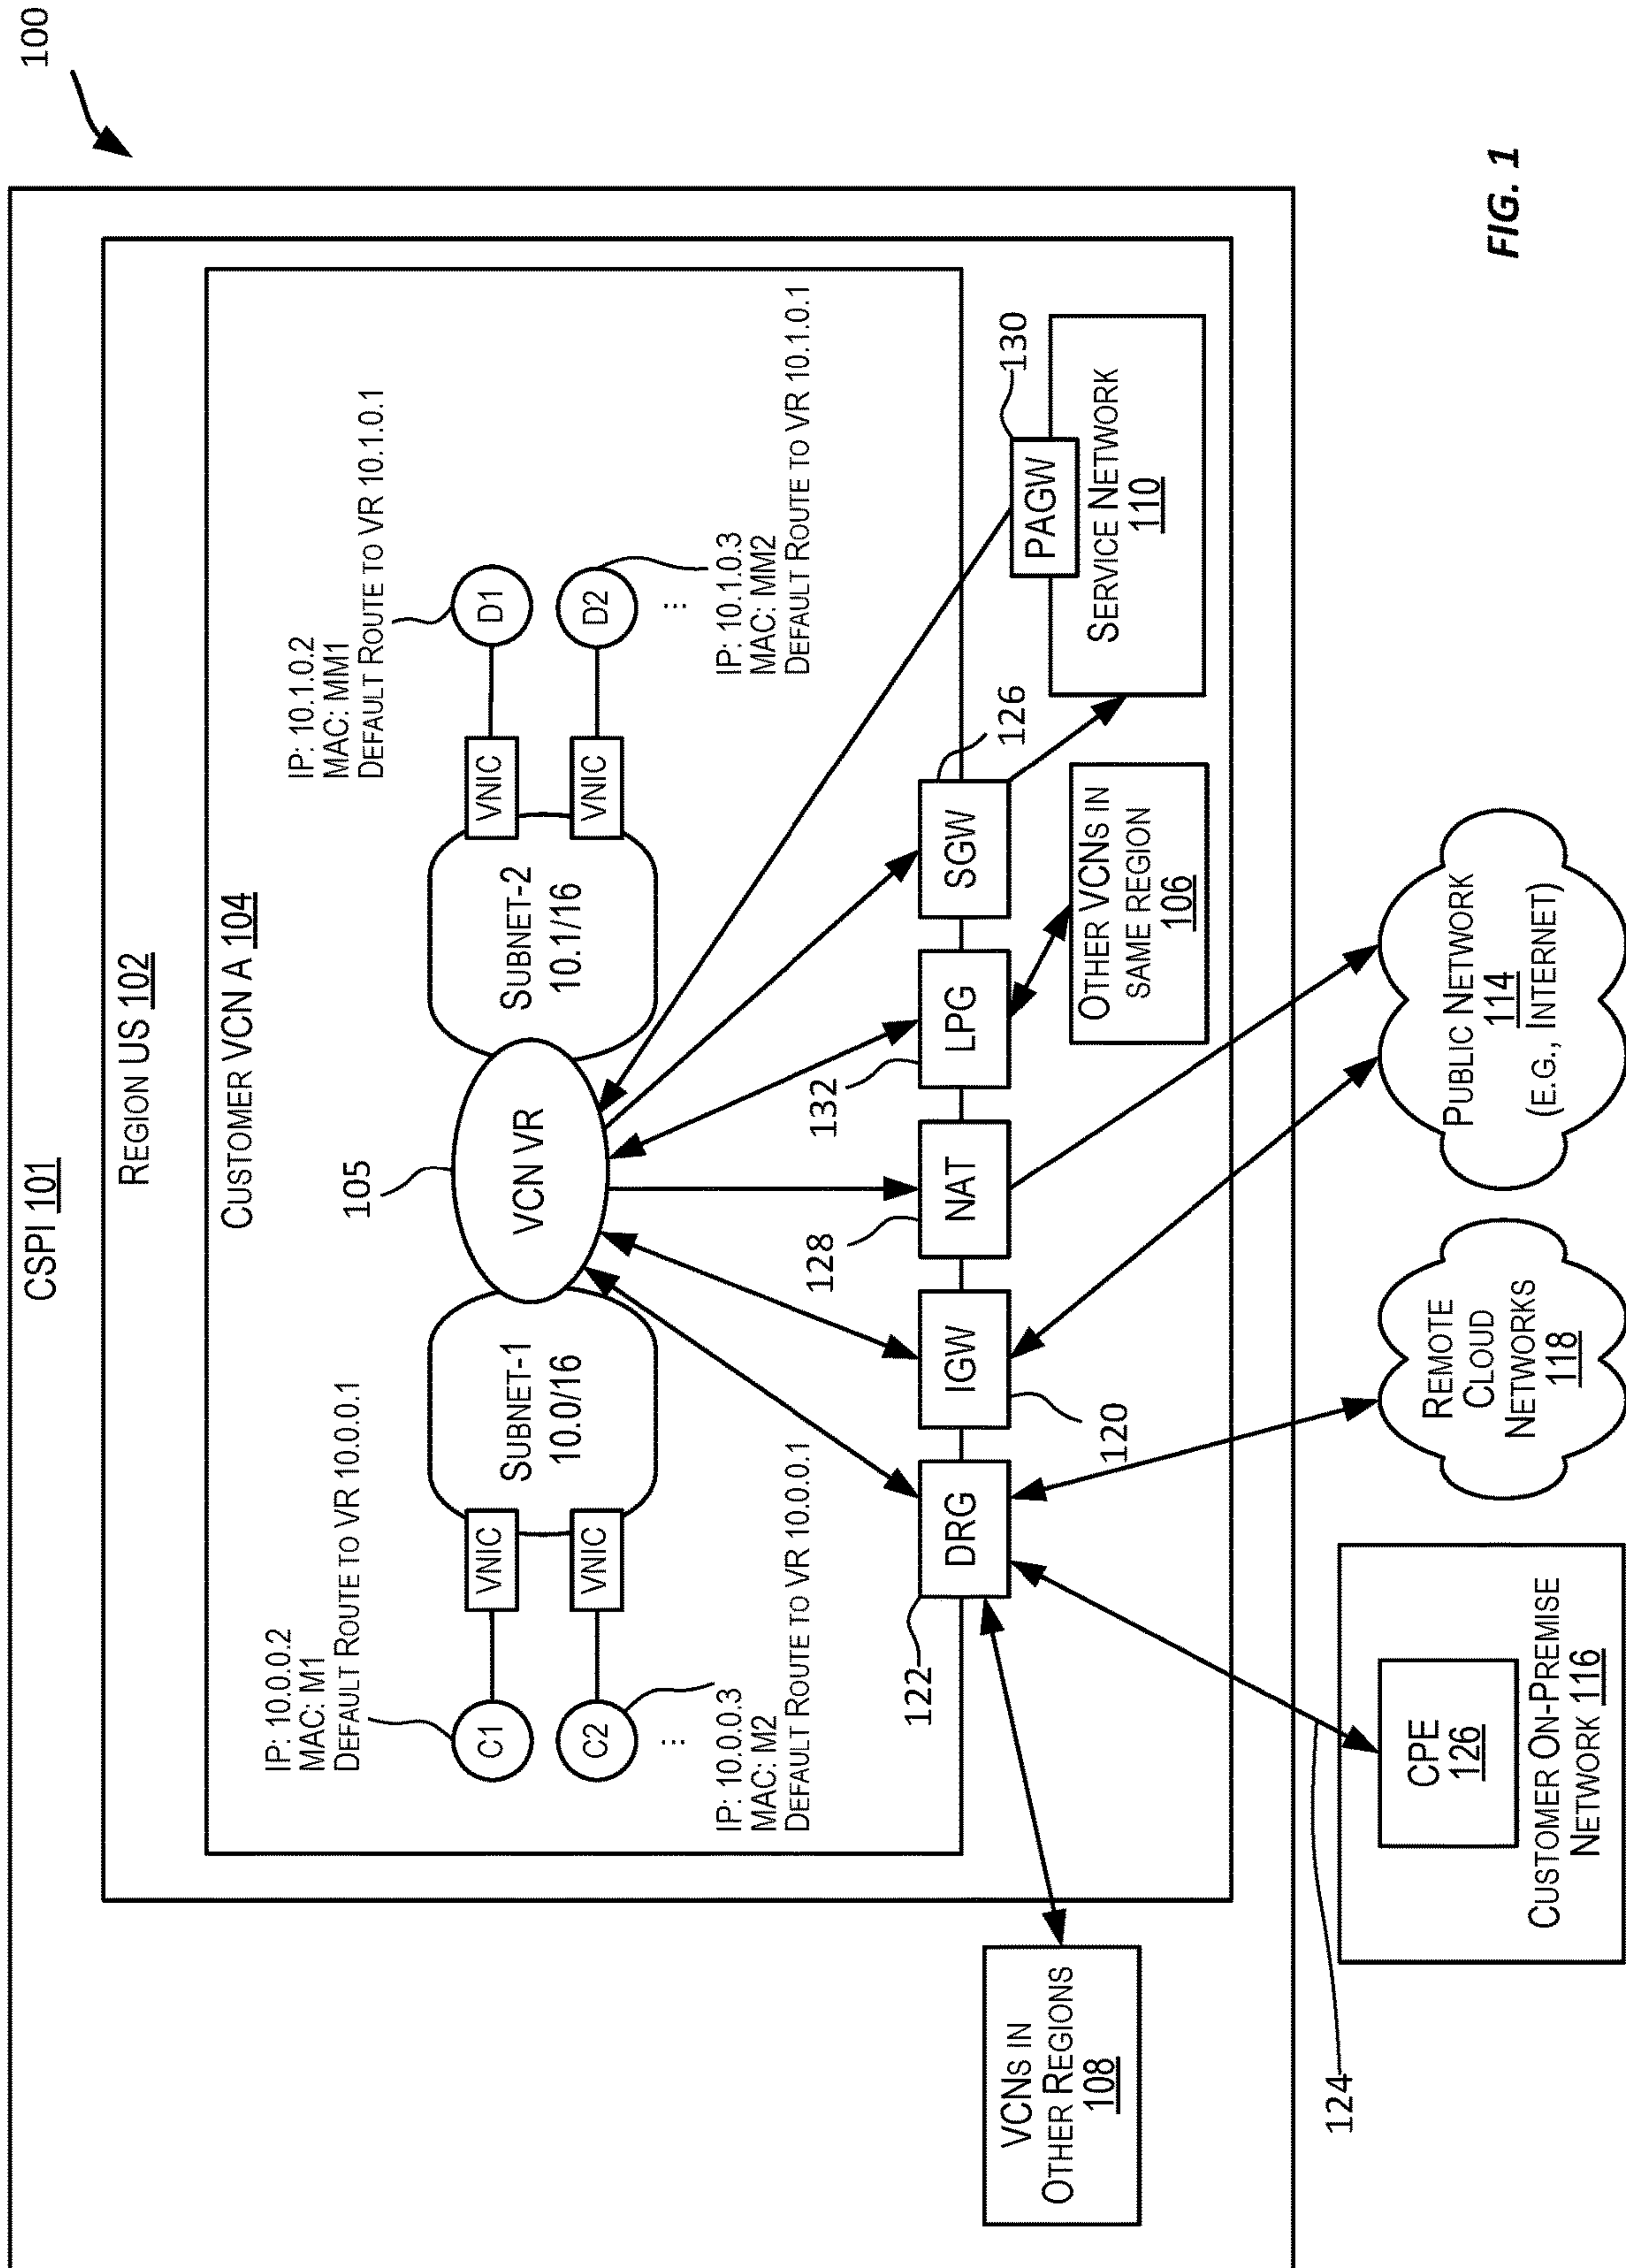 100
CSPI 101
REGION US 102
CUSTOMER VCN A 104
IP: 10.0.0.2
MAC: M1
DEFAULT ROUTE TO VR 10.0.0.1
105
IP: 10.1.0.2
MAC: MM1
DEFAULT ROUTE TO VR 10.1.0.1
C1
VNIC
C2
VNIC
⋮
SUBNET-1
10.0/16
VCN VR
SUBNET-2
10.1/16
VNIC
D1
VNIC
D2
⋮
IP: 10.0.0.3
MAC: M2
DEFAULT ROUTE TO VR 10.0.0.1
IP: 10.1.0.3
MAC: MM2
DEFAULT ROUTE TO VR 10.1.0.1
122
DRG
120
IGW
128
NAT
132
LPG
126
SGW
130
PAGW
SERVICE NETWORK
110
OTHER VCNS IN
SAME REGION
106
VCNS IN
OTHER REGIONS
108
124
CPE
126
CUSTOMER ON-PREMISE
NETWORK 116
REMOTE
CLOUD
NETWORKS
118
PUBLIC NETWORK
114
(E.G., INTERNET)
FIG. 1